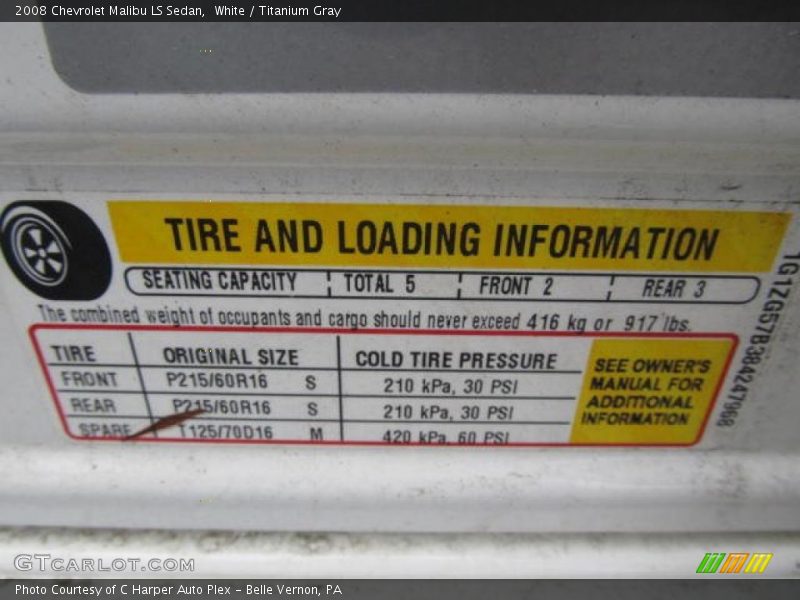 2008 Chevrolet Malibu LS Sedan,  White / Titanium Gray
TIRE AND LOADING INFORMATION
SEATING CAPACITY TOTAL 5 FRONT 2 REAR 3
The combined weight of occupants and cargo should never exceed 416 kg or 917 lbs.
TIRE ORIGINAL SIZE COLD TIRE PRESSURE
FRONT P215/60R16 S 210 kPa, 30 PSI
REAR P215/60R16 S 210 kPa, 30 PSI
SPARE T125/70D16 M 420 kPa, 60 PSI
SEE OWNER'S
MANUAL FOR
ADDITIONAL
INFORMATION
1G1ZG57B384247968
GTCARLOT.COM
Photo Courtesy of C Harper Auto Plex - Belle Vernon, PA